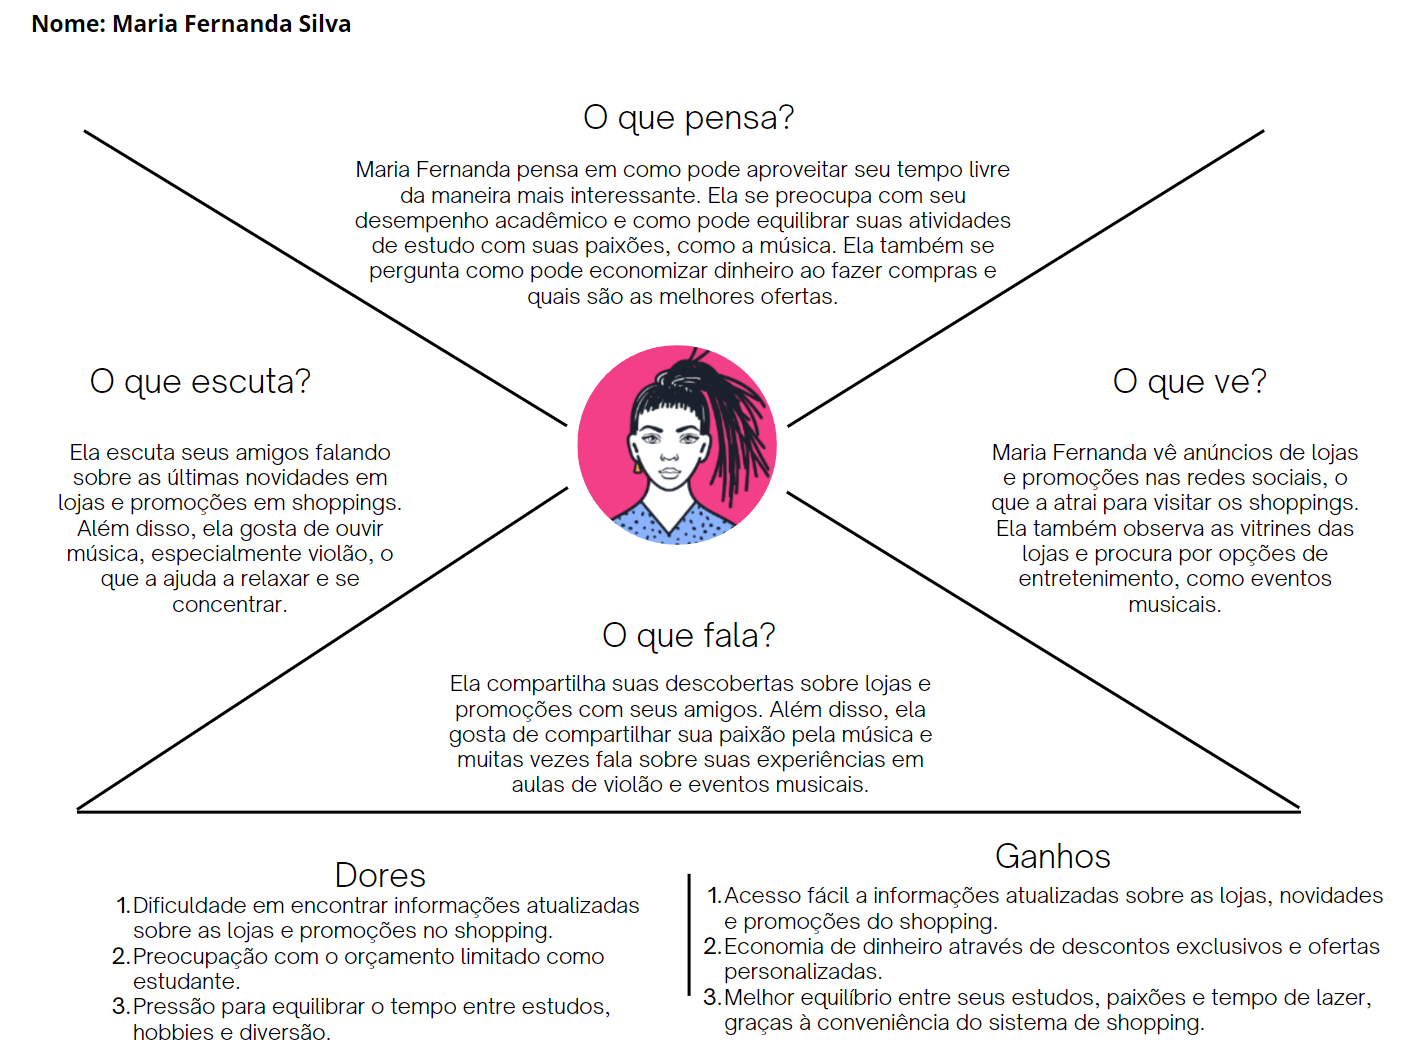 Nome: Maria Fernanda Silva
O que pensa?
Maria Fernanda pensa em como pode aproveitar seu tempo livre
da maneira mais interessante. Ela se preocupa com seu
desempenho acadêmico e como pode equilibrar suas atividades
de estudo com suas paixões, como a música. Ela também se
pergunta como pode economizar dinheiro ao fazer compras e
quais são as melhores ofertas.
O que escuta?
Ela escuta seus amigos falando
sobre as últimas novidades em
lojas e promoções em shoppings.
Além disso, ela gosta de ouvir
música, especialmente violão, o
que a ajuda a relaxar e se
concentrar.
O que ve?
Maria Fernanda vê anúncios de lojas
e promoções nas redes sociais, o
que a atrai para visitar os shoppings.
Ela também observa as vitrines das
lojas e procura por opções de
entretenimento, como eventos
musicais.
O que fala?
Ela compartilha suas descobertas sobre lojas e
promoções com seus amigos. Além disso, ela
gosta de compartilhar sua paixão pela música e
muitas vezes fala sobre suas experiências em
aulas de violão e eventos musicais.
Dores
1. Dificuldade em encontrar informações atualizadas
sobre as lojas e promoções no shopping.
2. Preocupação com o orçamento limitado como
estudante.
3. Pressão para equilibrar o tempo entre estudos,
hobbies e diversão.
Ganhos
1. Acesso fácil a informações atualizadas sobre as lojas, novidades
e promoções do shopping.
2. Economia de dinheiro através de descontos exclusivos e ofertas
personalizadas.
3. Melhor equilíbrio entre seus estudos, paixões e tempo de lazer,
graças à conveniência do sistema de shopping.